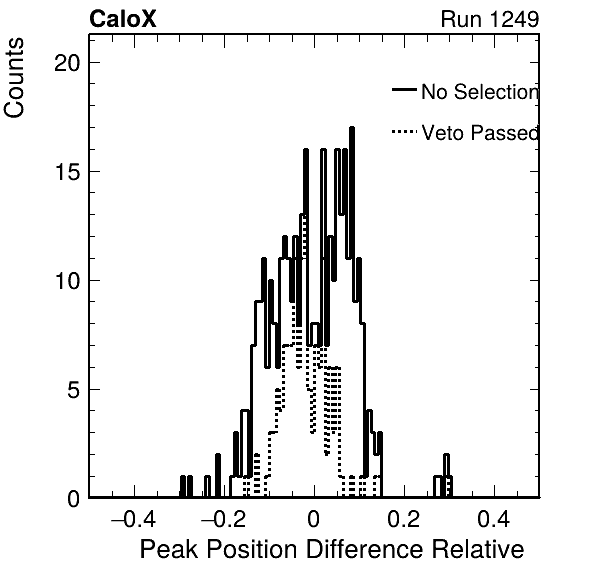 CaloX Run 1249
Counts
20
15
10
5
0
No Selection
Veto Passed
−0.4 −0.2 0 0.2 0.4
Peak Position Difference Relative